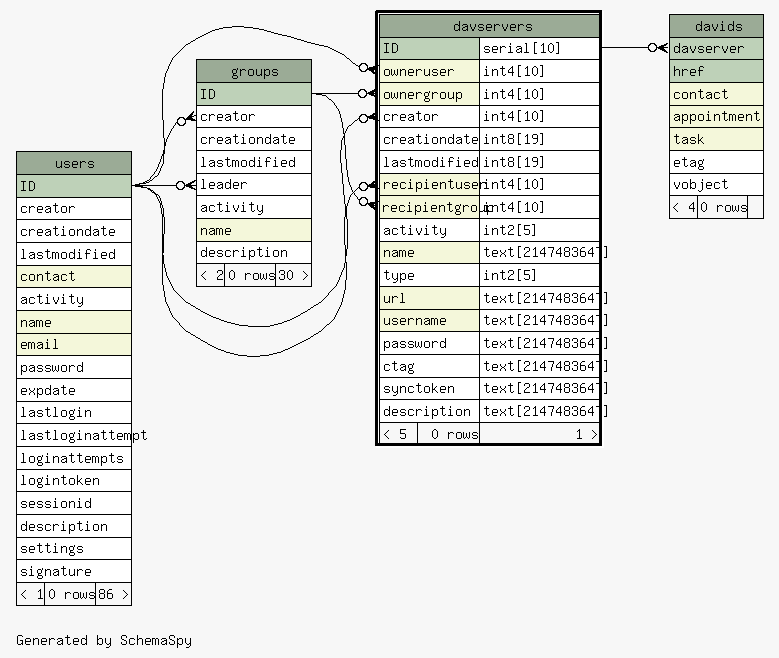 users
ID
creator
creationdate
lastmodified
contact
activity
name
email
password
expdate
lastlogin
lastloginattempt
loginattempts
logintoken
sessionid
description
settings
signature
< 1 0 rows 86 >
groups
ID
creator
creationdate
lastmodified
leader
activity
name
description
< 2 0 rows 30 >
davservers
ID serial[10]
owneruser int4[10]
ownergroup int4[10]
creator int4[10]
creationdate int8[19]
lastmodified int8[19]
recipientuser int4[10]
recipientgroup int4[10]
activity int2[5]
name text[2147483647]
type int2[5]
url text[2147483647]
username text[2147483647]
password text[2147483647]
ctag text[2147483647]
synctoken text[2147483647]
description text[2147483647]
< 5 0 rows 1 >
davids
davserver
href
contact
appointment
task
etag
vobject
< 4 0 rows
Generated by SchemaSpy